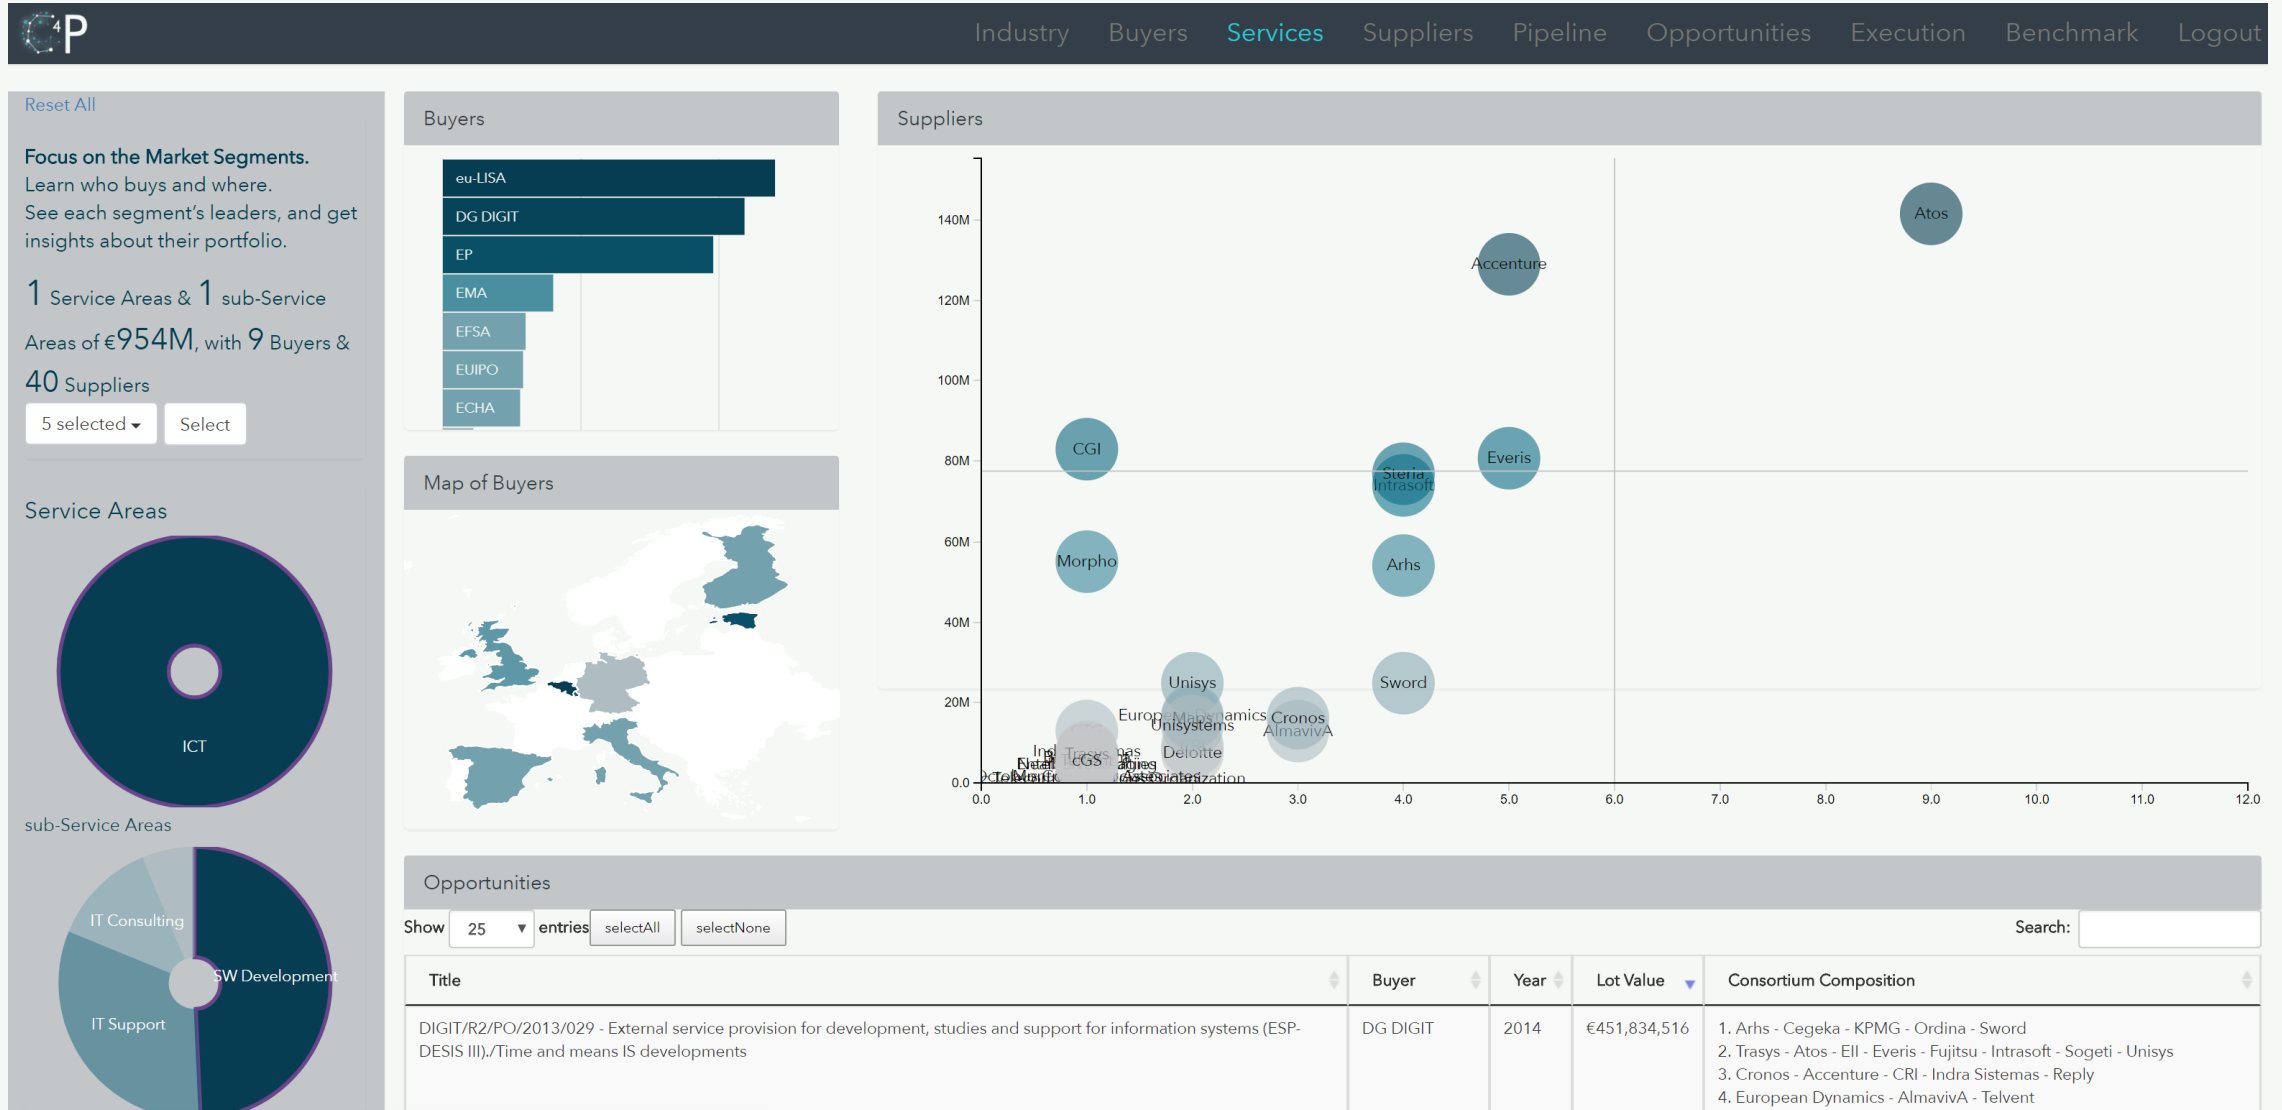 C4P
Industry Buyers Services Suppliers Pipeline Opportunities Execution Benchmark Logout
Reset All
Focus on the Market Segments.
Learn who buys and where.
See each segment's leaders, and get
insights about their portfolio.
1 Service Areas & 1 sub-Service
Areas of €954M, with 9 Buyers &
40 Suppliers
5 selected Select
Service Areas
ICT
sub-Service Areas
IT Consulting
SW Development
IT Support
Buyers
eu-LISA
DG DIGIT
EP
EMA
EFSA
EUIPO
ECHA
Map of Buyers
Suppliers
140M
120M
100M
80M
60M
40M
20M
0.0
0.0 1.0 2.0 3.0 4.0 5.0 6.0 7.0 8.0 9.0 10.0 11.0 12.0
Atos
Accenture
CGI
Everis
Steria
Intrasoft
Morpho
Arhs
Unisys
Sword
Cronos
Unisystems
AlmavivA
Deloitte
Trasys
cGS
Opportunities
Show 25 entries selectAll selectNone Search:
Title Buyer Year Lot Value Consortium Composition
DIGIT/R2/PO/2013/029 - External service provision for development, studies and support for information systems (ESP-
DESIS III)./Time and means IS developments
DG DIGIT 2014 €451,834,516
1. Arhs - Cegeka - KPMG - Ordina - Sword
2. Trasys - Atos - Ell - Everis - Fujitsu - Intrasoft - Sogeti - Unisys
3. Cronos - Accenture - CRI - Indra Sistemas - Reply
4. European Dynamics - AlmavivA - Telvent